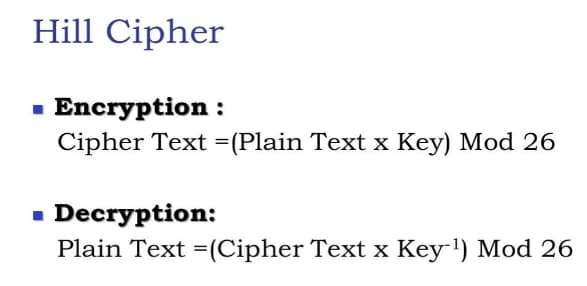 Hill Cipher
Encryption :
Cipher Text =(Plain Text x Key) Mod 26
Decryption:
Plain Text =(Cipher Text x Key⁻¹) Mod 26